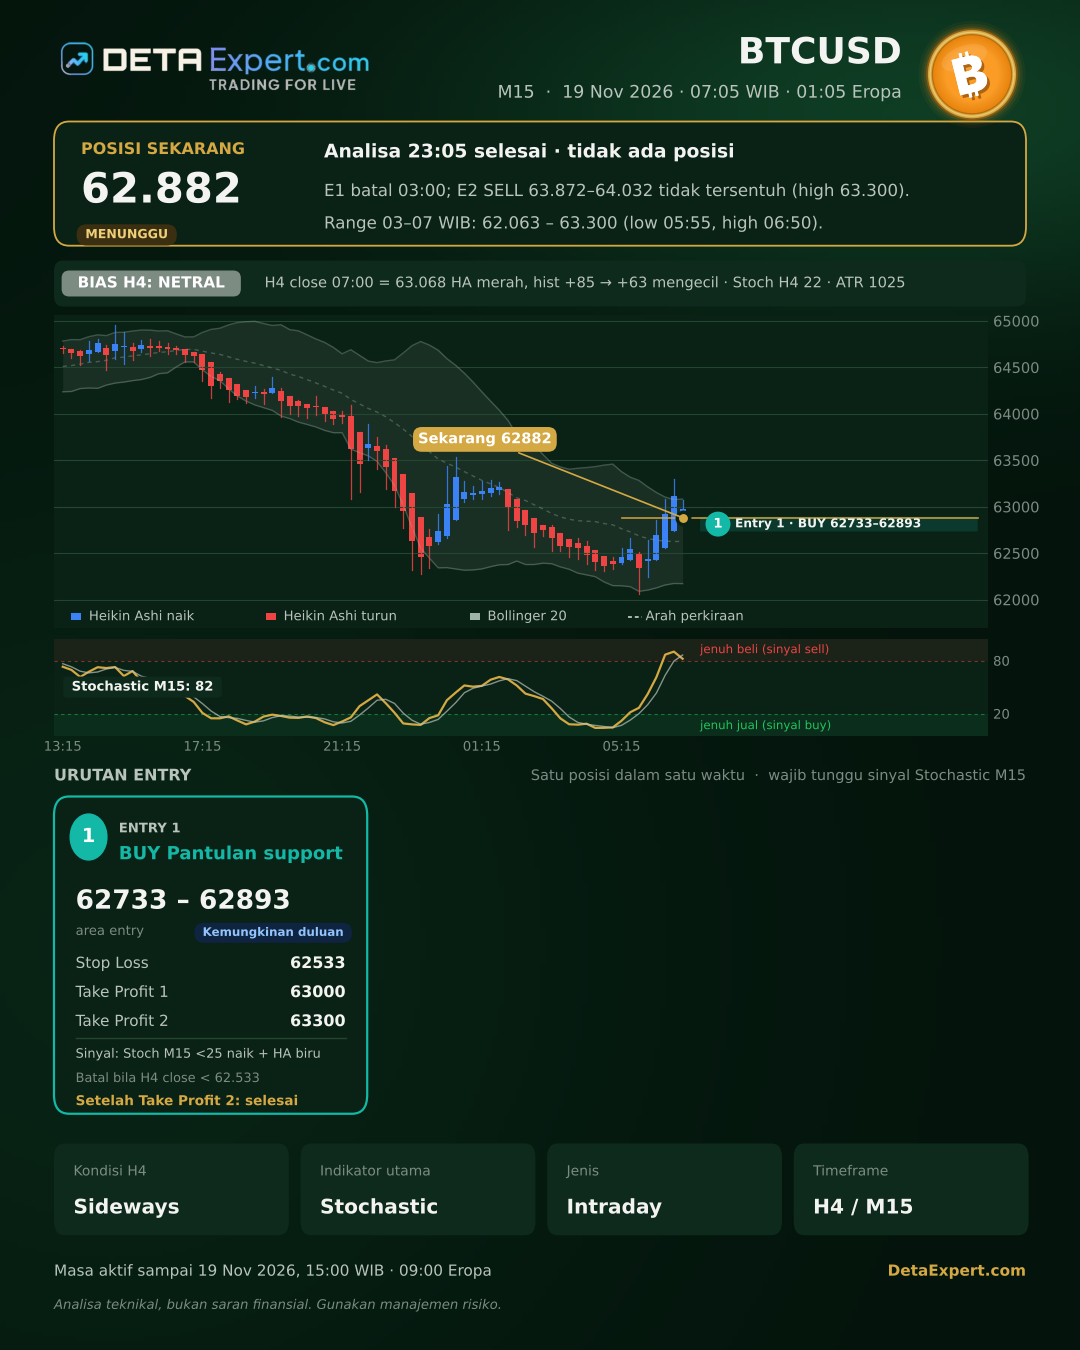 DETA Expert.com
TRADING FOR LIVE
BTCUSD
M15 · 19 Nov 2026 · 07:05 WIB · 01:05 Eropa
POSISI SEKARANG
62.882
MENUNGGU
Analisa 23:05 selesai · tidak ada posisi
E1 batal 03:00; E2 SELL 63.872–64.032 tidak tersentuh (high 63.300).
Range 03–07 WIB: 62.063 – 63.300 (low 05:55, high 06:50).
BIAS H4: NETRAL
H4 close 07:00 = 63.068 HA merah, hist +85 → +63 mengecil · Stoch H4 22 · ATR 1025
65000
64500
64000
63500
63000
62500
62000
Sekarang 62882
1 Entry 1 · BUY 62733–62893
Heikin Ashi naik
Heikin Ashi turun
Bollinger 20
Arah perkiraan
jenuh beli (sinyal sell)
80
Stochastic M15: 82
20
jenuh jual (sinyal buy)
13:15 17:15 21:15 01:15 05:15
URUTAN ENTRY
Satu posisi dalam satu waktu · wajib tunggu sinyal Stochastic M15
1
ENTRY 1
BUY Pantulan support
62733 – 62893
area entry
Kemungkinan duluan
Stop Loss 62533
Take Profit 1 63000
Take Profit 2 63300
Sinyal: Stoch M15 <25 naik + HA biru
Batal bila H4 close < 62.533
Setelah Take Profit 2: selesai
Kondisi H4
Sideways
Indikator utama
Stochastic
Jenis
Intraday
Timeframe
H4 / M15
Masa aktif sampai 19 Nov 2026, 15:00 WIB · 09:00 Eropa
DetaExpert.com
Analisa teknikal, bukan saran finansial. Gunakan manajemen risiko.